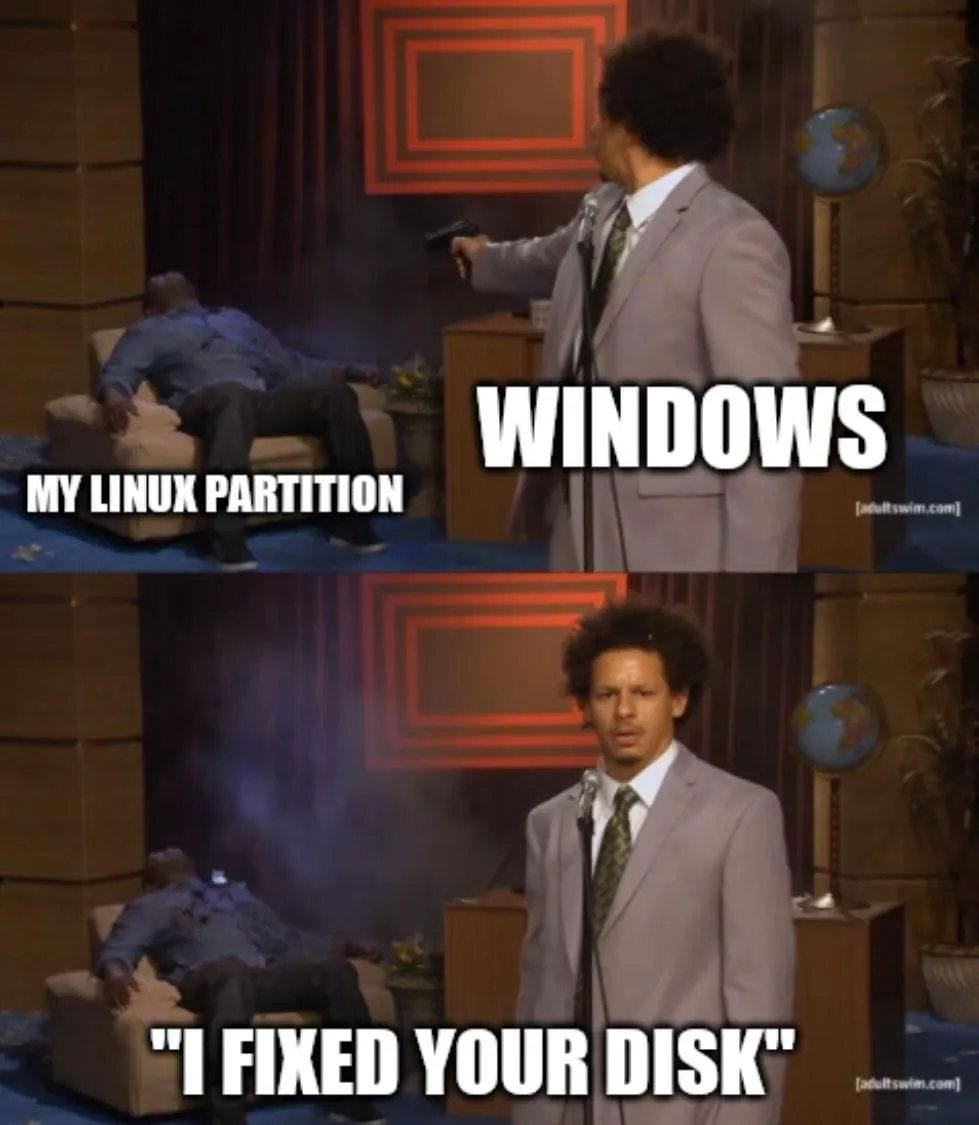 WINDOWS
MY LINUX PARTITION
[adultswim.com]
"I FIXED YOUR DISK"
[adultswim.com]